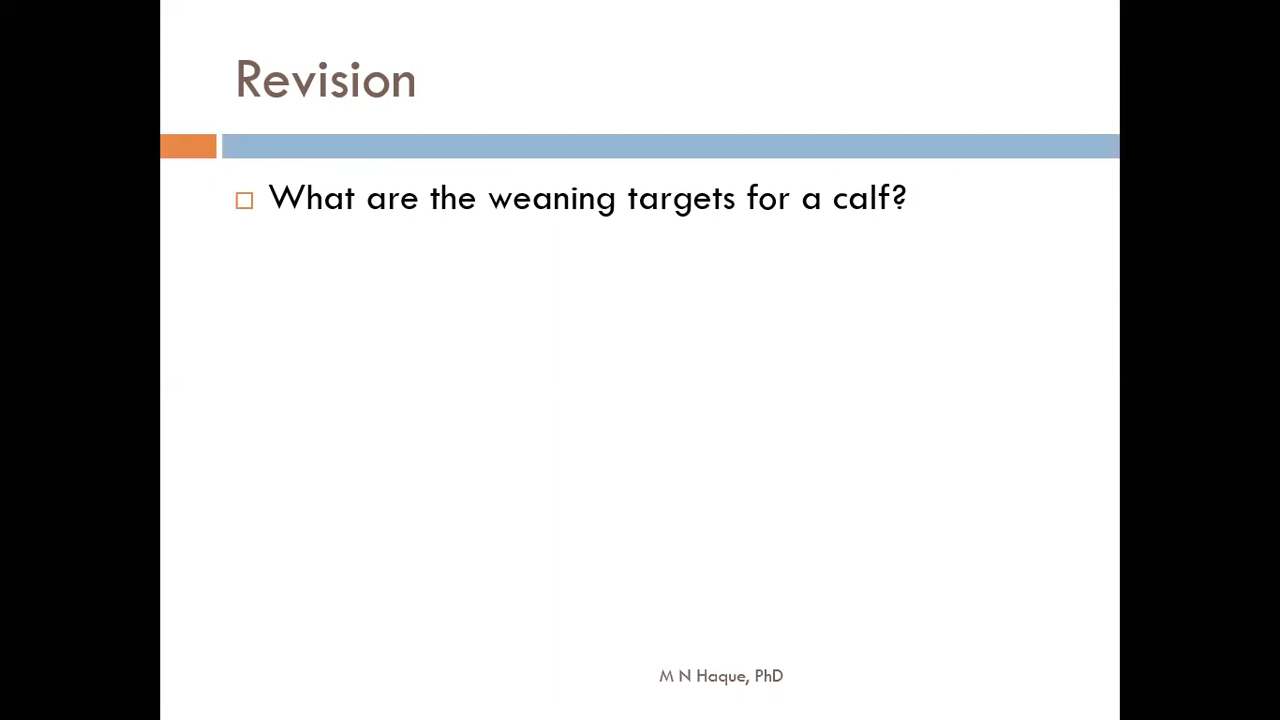 Revision
What are the weaning targets for a calf?
M N Haque, PhD